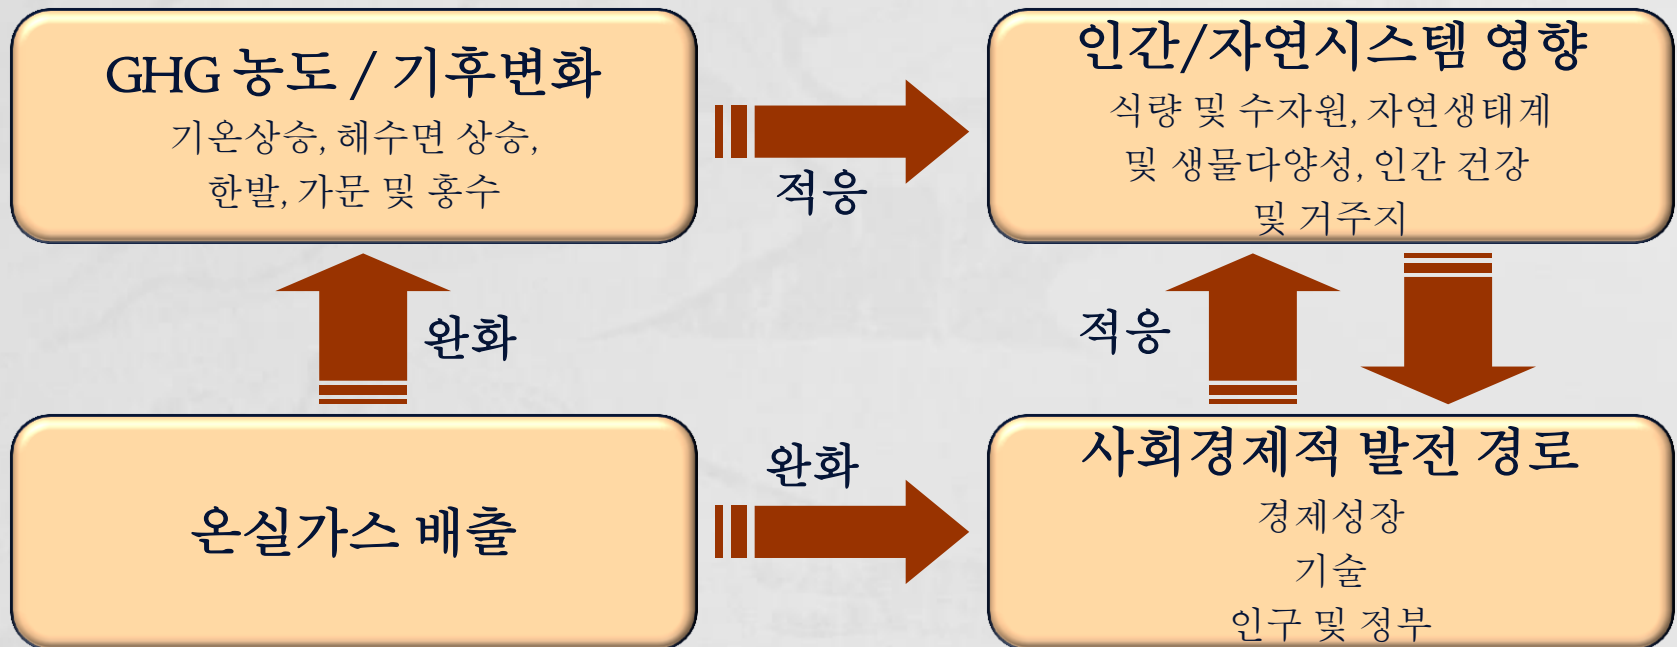 GHG 농도 / 기후변화
기온상승, 해수면 상승,
한발, 가문 및 홍수
적응
인간/자연시스템 영향
식량 및 수자원, 자연생태계
및 생물다양성, 인간 건강
및 거주지
완화
적응
온실가스 배출
완화
사회경제적 발전 경로
경제성장
기술
인구 및 정부